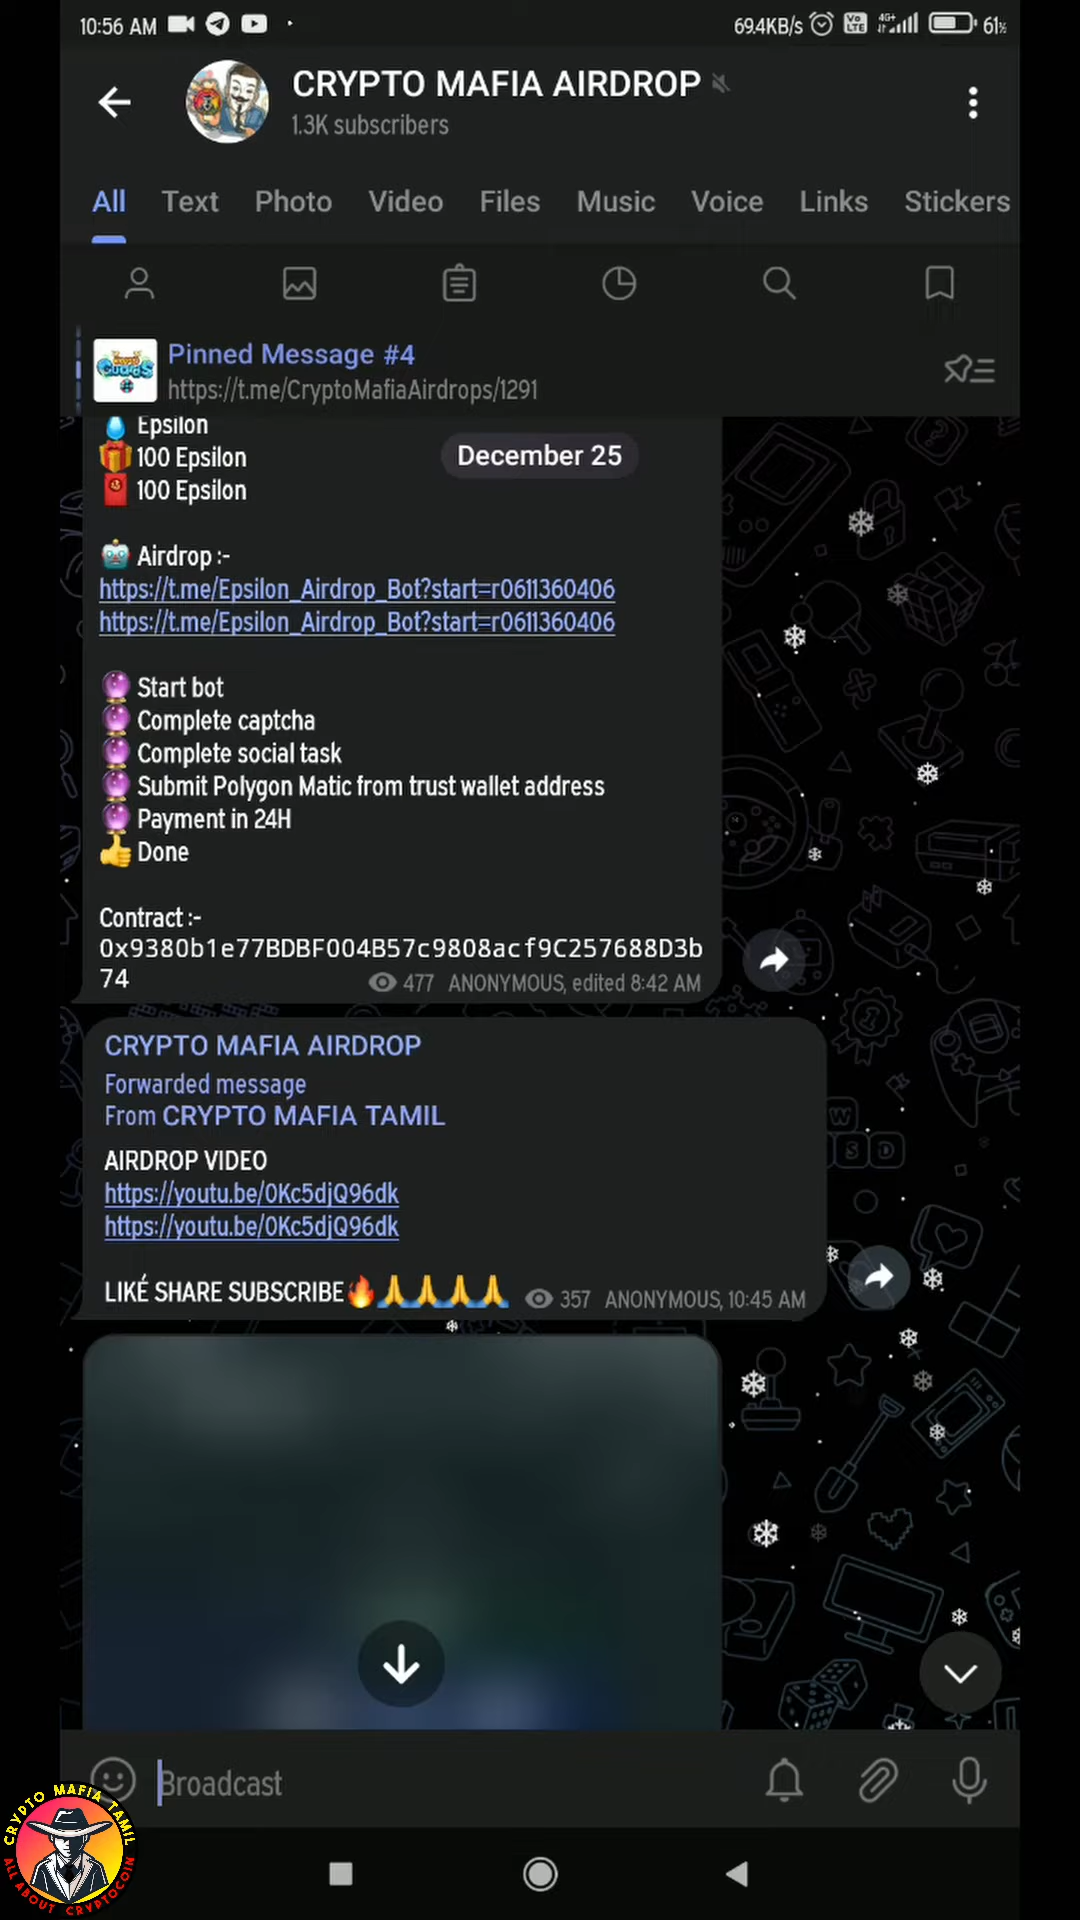 10:56 AM
69.4KB/s
Vo LTE
4G+
61%
CRYPTO MAFIA AIRDROP
1.3K subscribers
All Text Photo Video Files Music Voice Links Stickers
Pinned Message #4
https://t.me/CryptoMafiaAirdrops/1291
December 25
💧 Epsilon
🎁 100 Epsilon
🧧 100 Epsilon
🤖 Airdrop :-
https://t.me/Epsilon_Airdrop_Bot?start=r0611360406
https://t.me/Epsilon_Airdrop_Bot?start=r0611360406
🔮 Start bot
🔮 Complete captcha
🔮 Complete social task
🔮 Submit Polygon Matic from trust wallet address
🔮 Payment in 24H
👍 Done
Contract :-
0x9380b1e77BDBF004B57c9808acf9C257688D3b
74
477 ANONYMOUS, edited 8:42 AM
CRYPTO MAFIA AIRDROP
Forwarded message
From CRYPTO MAFIA TAMIL
AIRDROP VIDEO
https://youtu.be/0Kc5djQ96dk
https://youtu.be/0Kc5djQ96dk
LIKÉ SHARE SUBSCRIBE🔥🙏🙏🙏🙏
357 ANONYMOUS, 10:45 AM
Broadcast
CRYPTO MAFIA TAMIL
ALL ABOUT CRYPTOCOIN